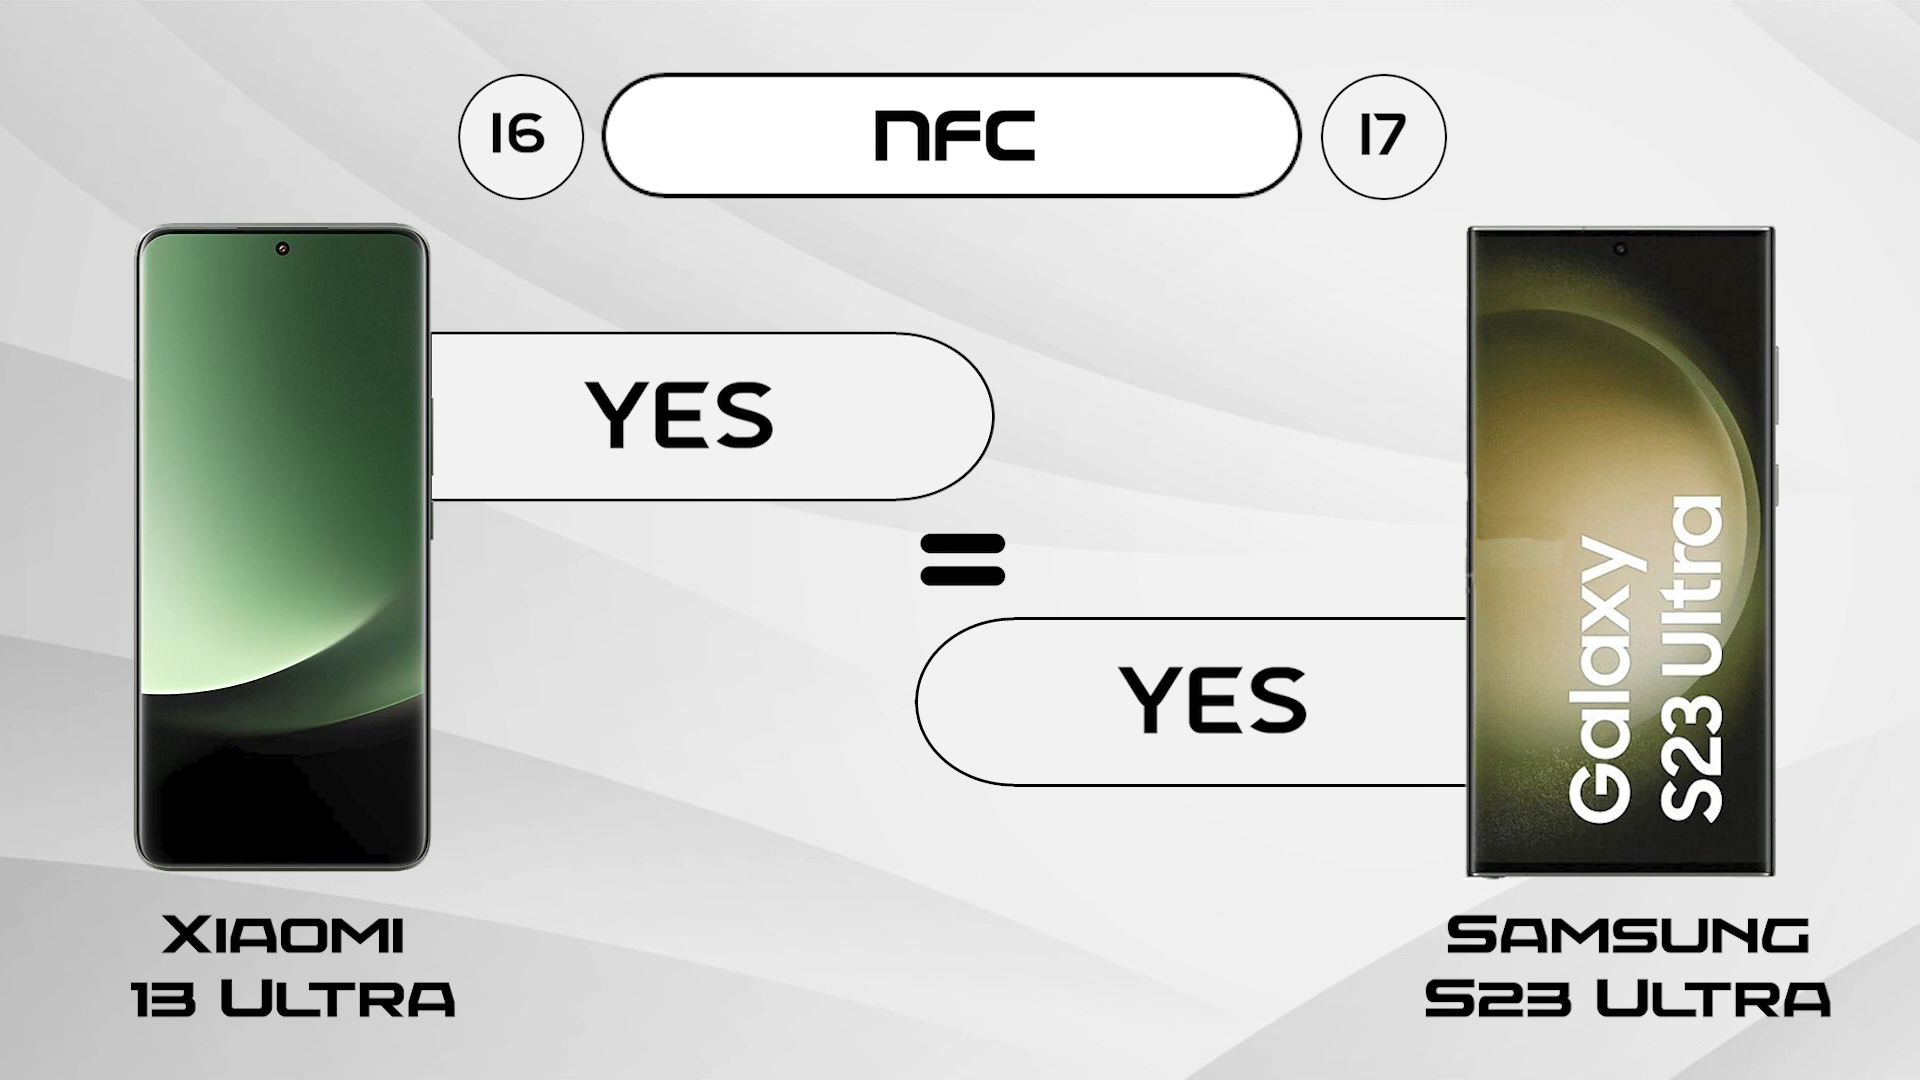 16
NFC
17
YES
=
YES
Galaxy
S23 Ultra
XIAOMI
13 ULTRA
SAMSUNG
S23 ULTRA